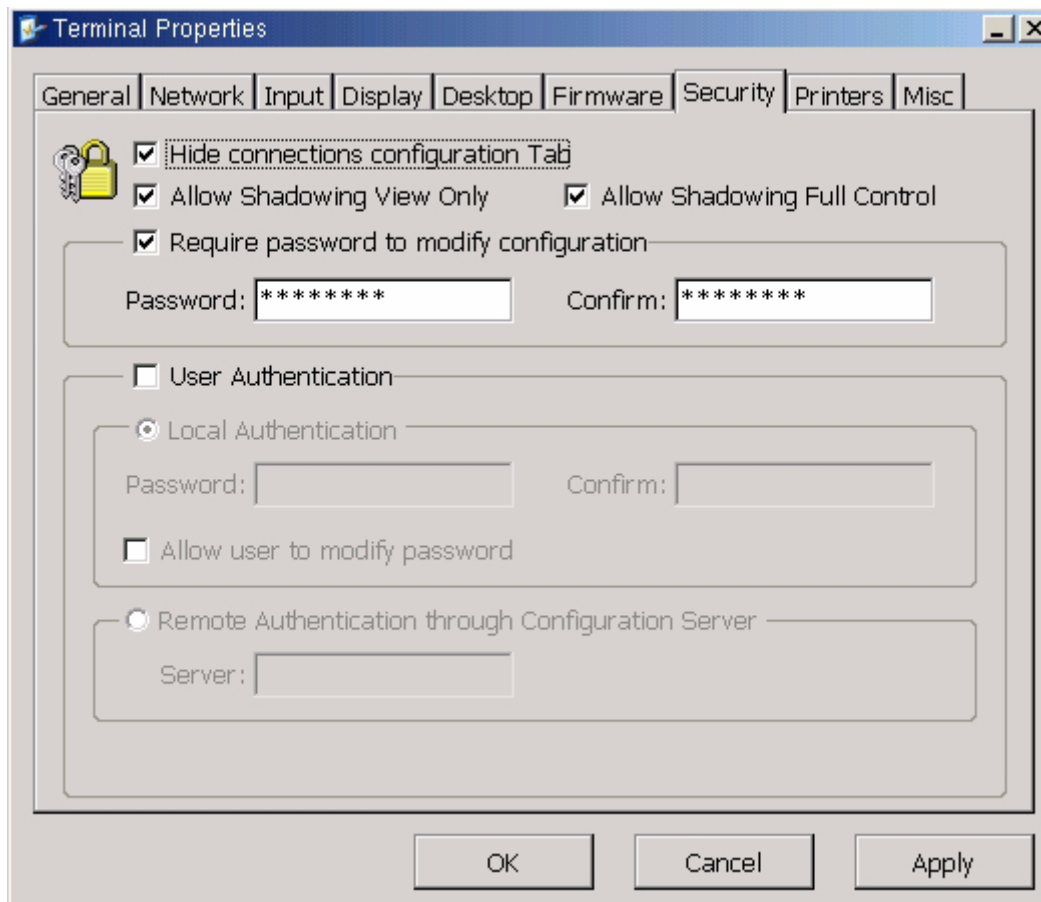 Terminal Properties
General Network Input Display Desktop Firmware Security Printers Misc
Hide connections configuration Tab
Allow Shadowing View Only Allow Shadowing Full Control
Require password to modify configuration
Password: ******** Confirm: ********
User Authentication
Local Authentication
Password: Confirm:
Allow user to modify password
Remote Authentication through Configuration Server
Server:
OK Cancel Apply